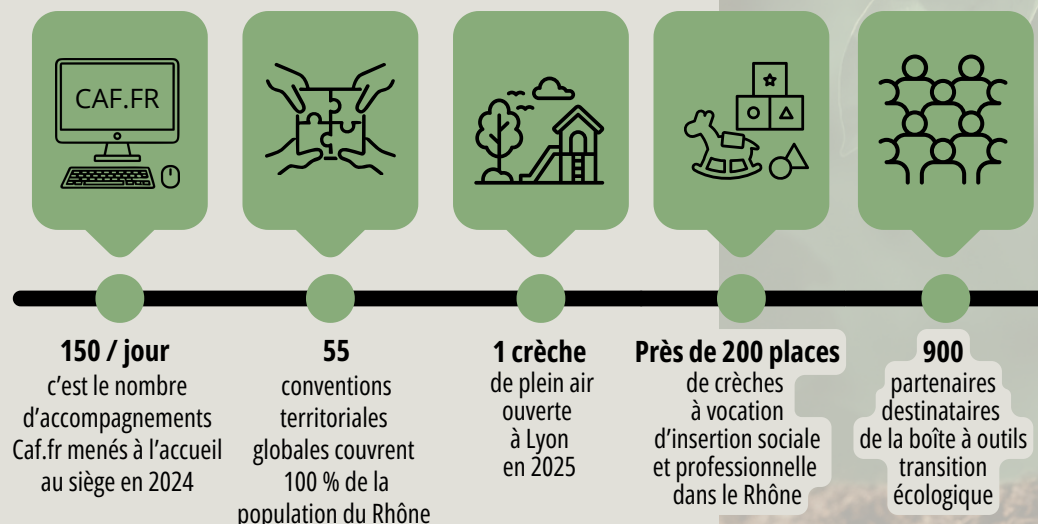 CAF.FR
150 / jour
c'est le nombre
d'accompagnements
Caf.fr menés à l'accueil
au siège en 2024
55
conventions
territoriales
globales couvrent
100 % de la
population du Rhône
1 crèche
de plein air
ouverte
à Lyon
en 2025
Près de 200 places
de crèches
à vocation
d'insertion sociale
et professionnelle
dans le Rhône
900
partenaires
destinataires
de la boîte à outils
transition
écologique